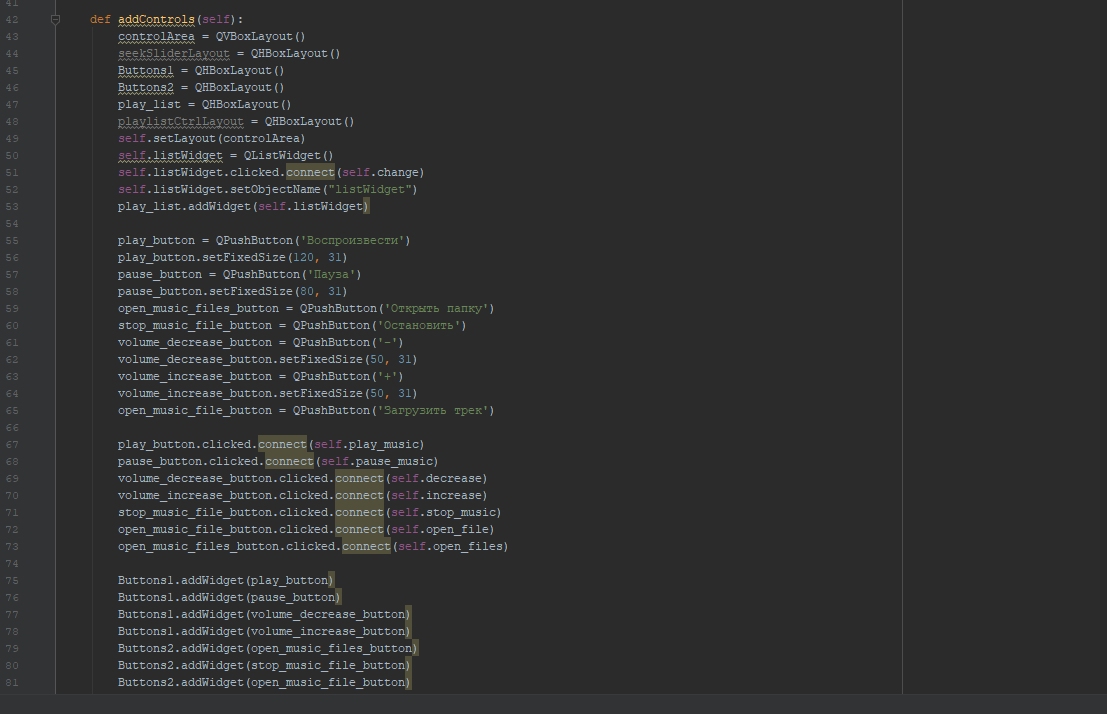 41
42 def addControls(self):
43 controlArea = QVBoxLayout()
44 seekSliderLayout = QHBoxLayout()
45 Buttons1 = QHBoxLayout()
46 Buttons2 = QHBoxLayout()
47 play_list = QHBoxLayout()
48 playlistCtrlLayout = QHBoxLayout()
49 self.setLayout(controlArea)
50 self.listWidget = QListWidget()
51 self.listWidget.clicked.connect(self.change)
52 self.listWidget.setObjectName("listWidget")
53 play_list.addWidget(self.listWidget)
54
55 play_button = QPushButton('Воспроизвести')
56 play_button.setFixedSize(120, 31)
57 pause_button = QPushButton('Пауза')
58 pause_button.setFixedSize(80, 31)
59 open_music_files_button = QPushButton('Открыть папку')
60 stop_music_file_button = QPushButton('Остановить')
61 volume_decrease_button = QPushButton('-')
62 volume_decrease_button.setFixedSize(50, 31)
63 volume_increase_button = QPushButton('+')
64 volume_increase_button.setFixedSize(50, 31)
65 open_music_file_button = QPushButton('Загрузить трек')
66
67 play_button.clicked.connect(self.play_music)
68 pause_button.clicked.connect(self.pause_music)
69 volume_decrease_button.clicked.connect(self.decrease)
70 volume_increase_button.clicked.connect(self.increase)
71 stop_music_file_button.clicked.connect(self.stop_music)
72 open_music_file_button.clicked.connect(self.open_file)
73 open_music_files_button.clicked.connect(self.open_files)
74
75 Buttons1.addWidget(play_button)
76 Buttons1.addWidget(pause_button)
77 Buttons1.addWidget(volume_decrease_button)
78 Buttons1.addWidget(volume_increase_button)
79 Buttons2.addWidget(open_music_files_button)
80 Buttons2.addWidget(stop_music_file_button)
81 Buttons2.addWidget(open_music_file_button)